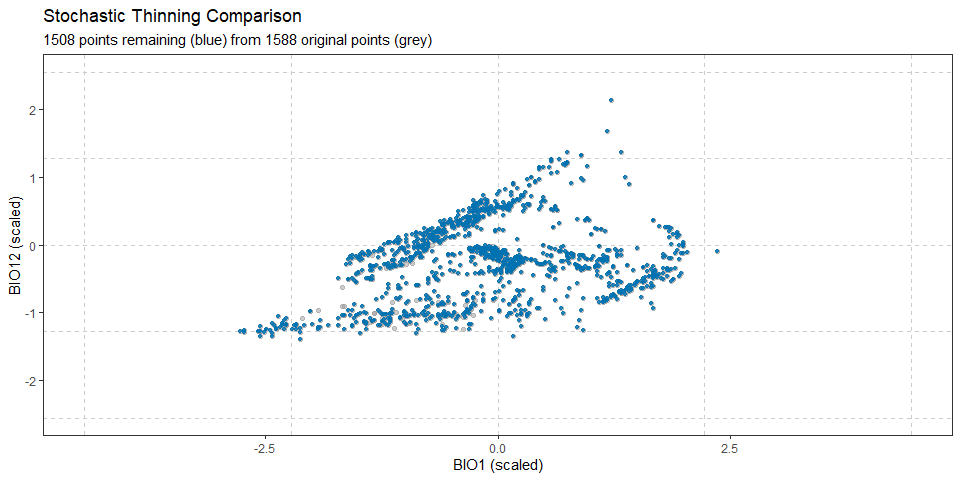 Stochastic Thinning Comparison
1508 points remaining (blue) from 1588 original points (grey)
BIO12 (scaled)
2
1
0
-1
-2
-2.5 0.0 2.5
BIO1 (scaled)